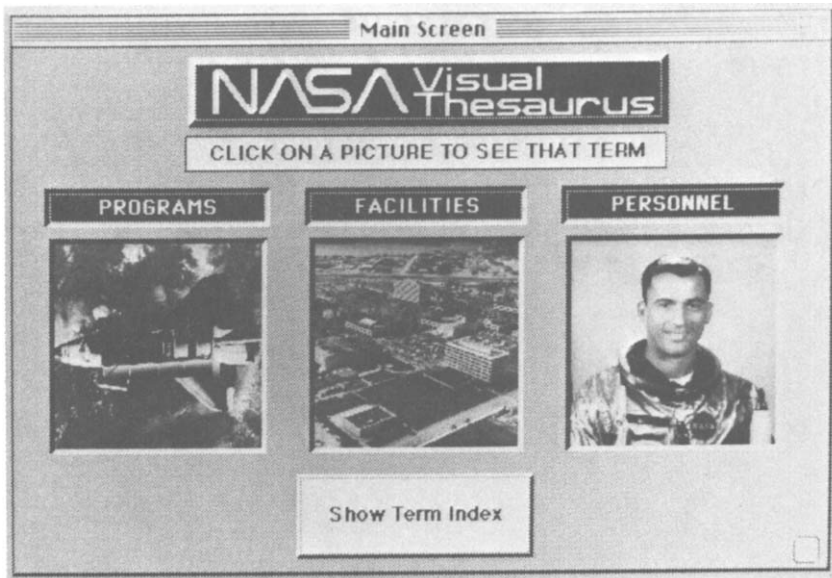 Main Screen
NASA Visual
Thesaurus
CLICK ON A PICTURE TO SEE THAT TERM
PROGRAMS
FACILITIES
PERSONNEL
Show Term Index